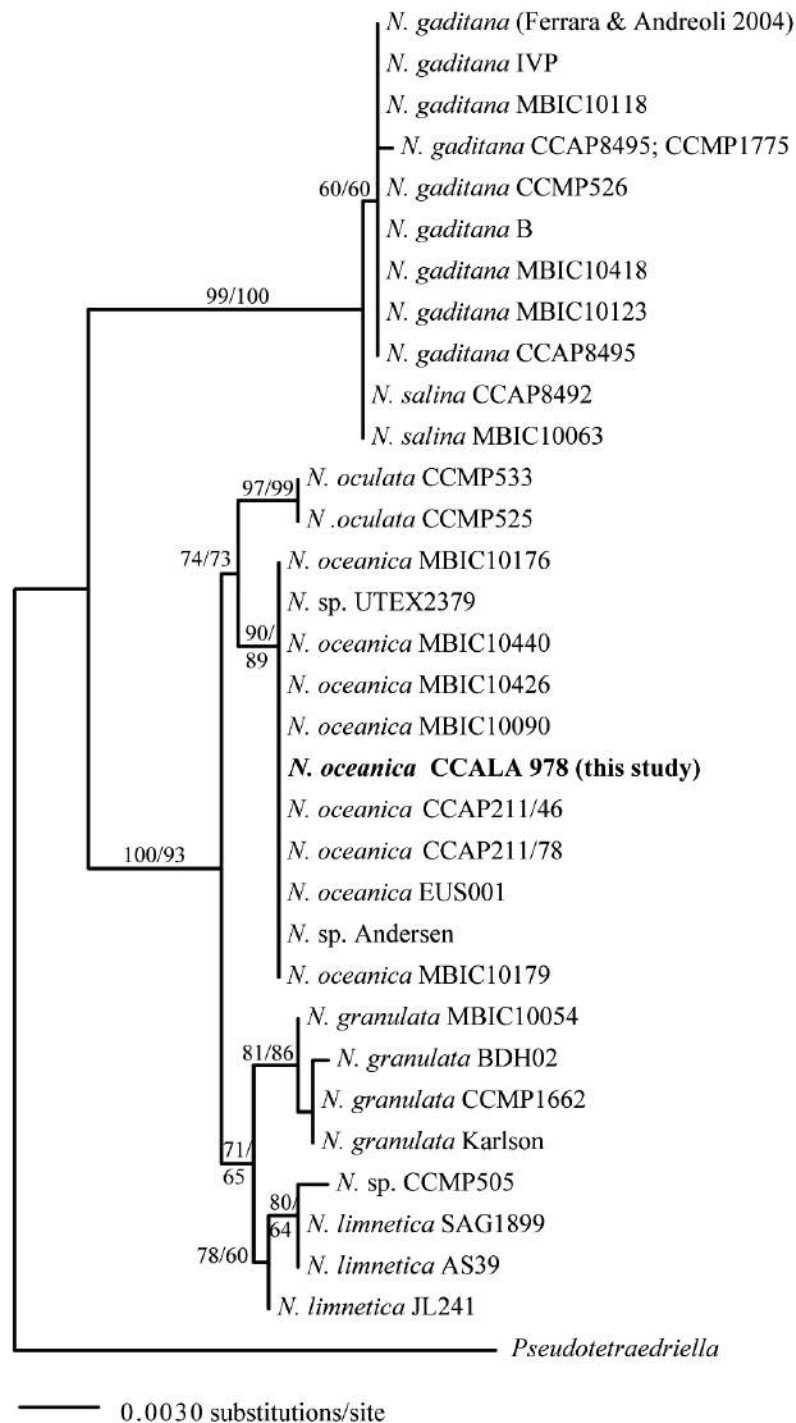 N. gaditana (Ferrara & Andreoli 2004)
N. gaditana IVP
N. gaditana MBIC10118
N. gaditana CCAP8495; CCMP1775
60/60
N. gaditana CCMP526
N. gaditana B
N. gaditana MBIC10418
99/100
N. gaditana MBIC10123
N. gaditana CCAP8495
N. salina CCAP8492
N. salina MBIC10063
N. oculata CCMP533
97/99
N .oculata CCMP525
74/73
N. oceanica MBIC10176
N. sp. UTEX2379
90/
89
N. oceanica MBIC10440
N. oceanica MBIC10426
N. oceanica MBIC10090
N. oceanica CCALA 978 (this study)
N. oceanica CCAP211/46
100/93
N. oceanica CCAP211/78
N. oceanica EUS001
N. sp. Andersen
N. oceanica MBIC10179
N. granulata MBIC10054
81/86
N. granulata BDH02
N. granulata CCMP1662
N. granulata Karlson
71/
65
N. sp. CCMP505
80/
64
N. limnetica SAG1899
78/60
N. limnetica AS39
N. limnetica JL241
Pseudotetraedriella
0.0030 substitutions/site